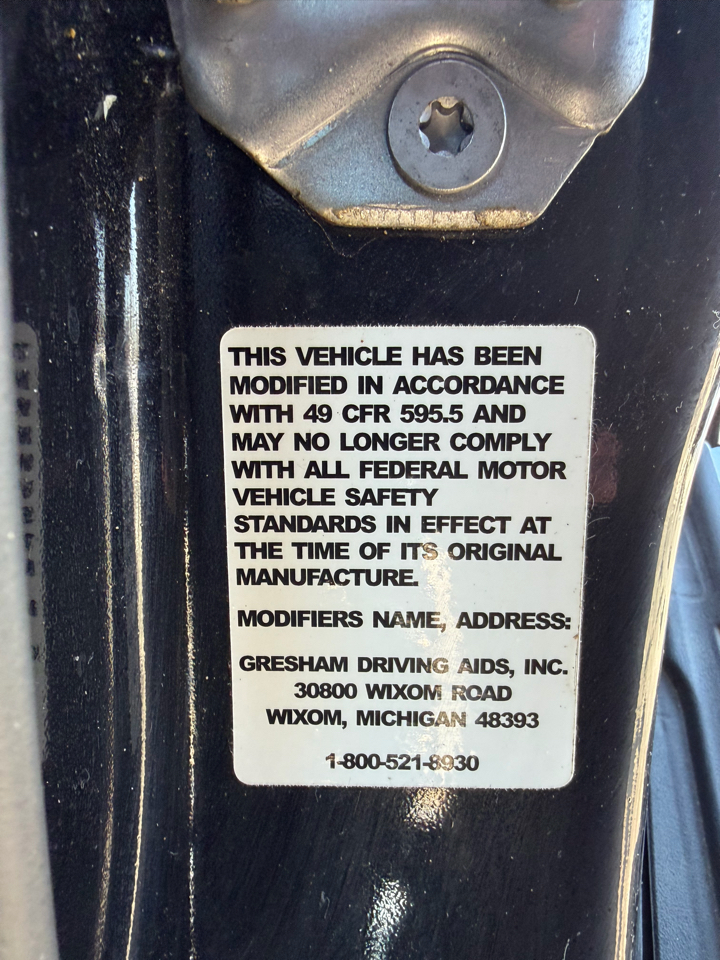 THIS VEHICLE HAS BEEN
MODIFIED IN ACCORDANCE
WITH 49 CFR 595.5 AND
MAY NO LONGER COMPLY
WITH ALL FEDERAL MOTOR
VEHICLE SAFETY
STANDARDS IN EFFECT AT
THE TIME OF ITS ORIGINAL
MANUFACTURE.
MODIFIERS NAME, ADDRESS:
GRESHAM DRIVING AIDS, INC.
30800 WIXOM ROAD
WIXOM, MICHIGAN 48393
1-800-521-8930